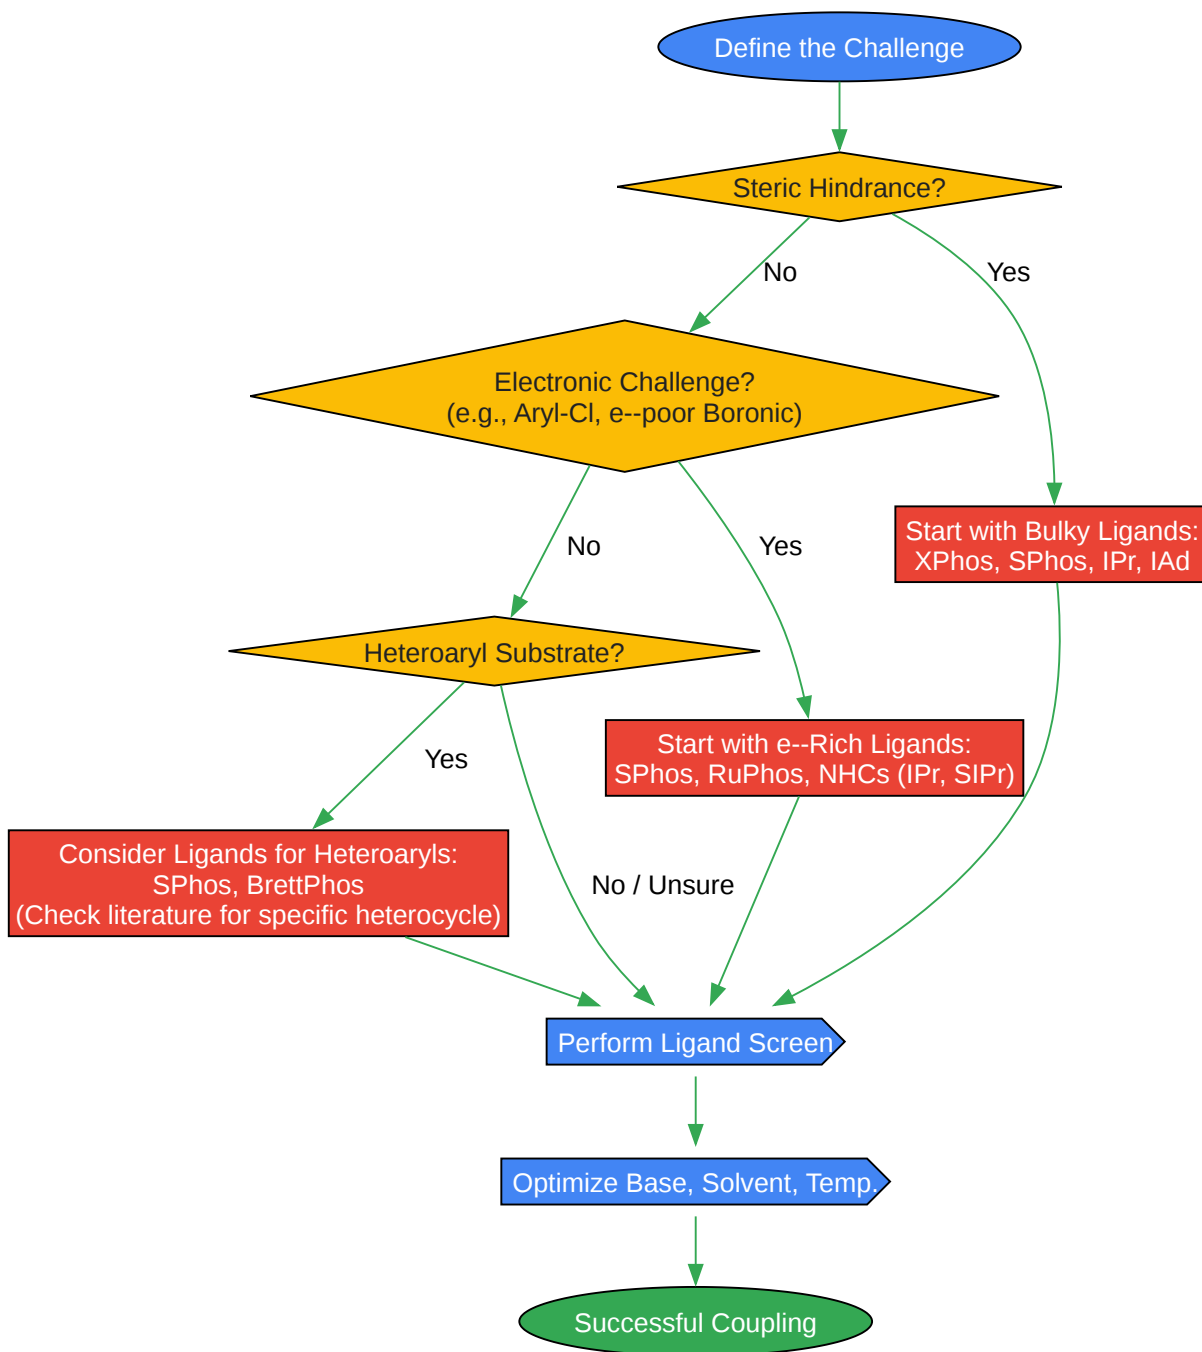 Define the Challenge
Steric Hindrance?
No
Yes
Electronic Challenge?
(e.g., Aryl-Cl, e--poor Boronic)
No
Yes
Start with Bulky Ligands:
XPhos, SPhos, IPr, IAd
Heteroaryl Substrate?
Yes
Start with e--Rich Ligands:
SPhos, RuPhos, NHCs (IPr, SIPr)
Consider Ligands for Heteroaryls:
SPhos, BrettPhos
(Check literature for specific heterocycle)
No / Unsure
Perform Ligand Screen
Optimize Base, Solvent, Temp.
Successful Coupling